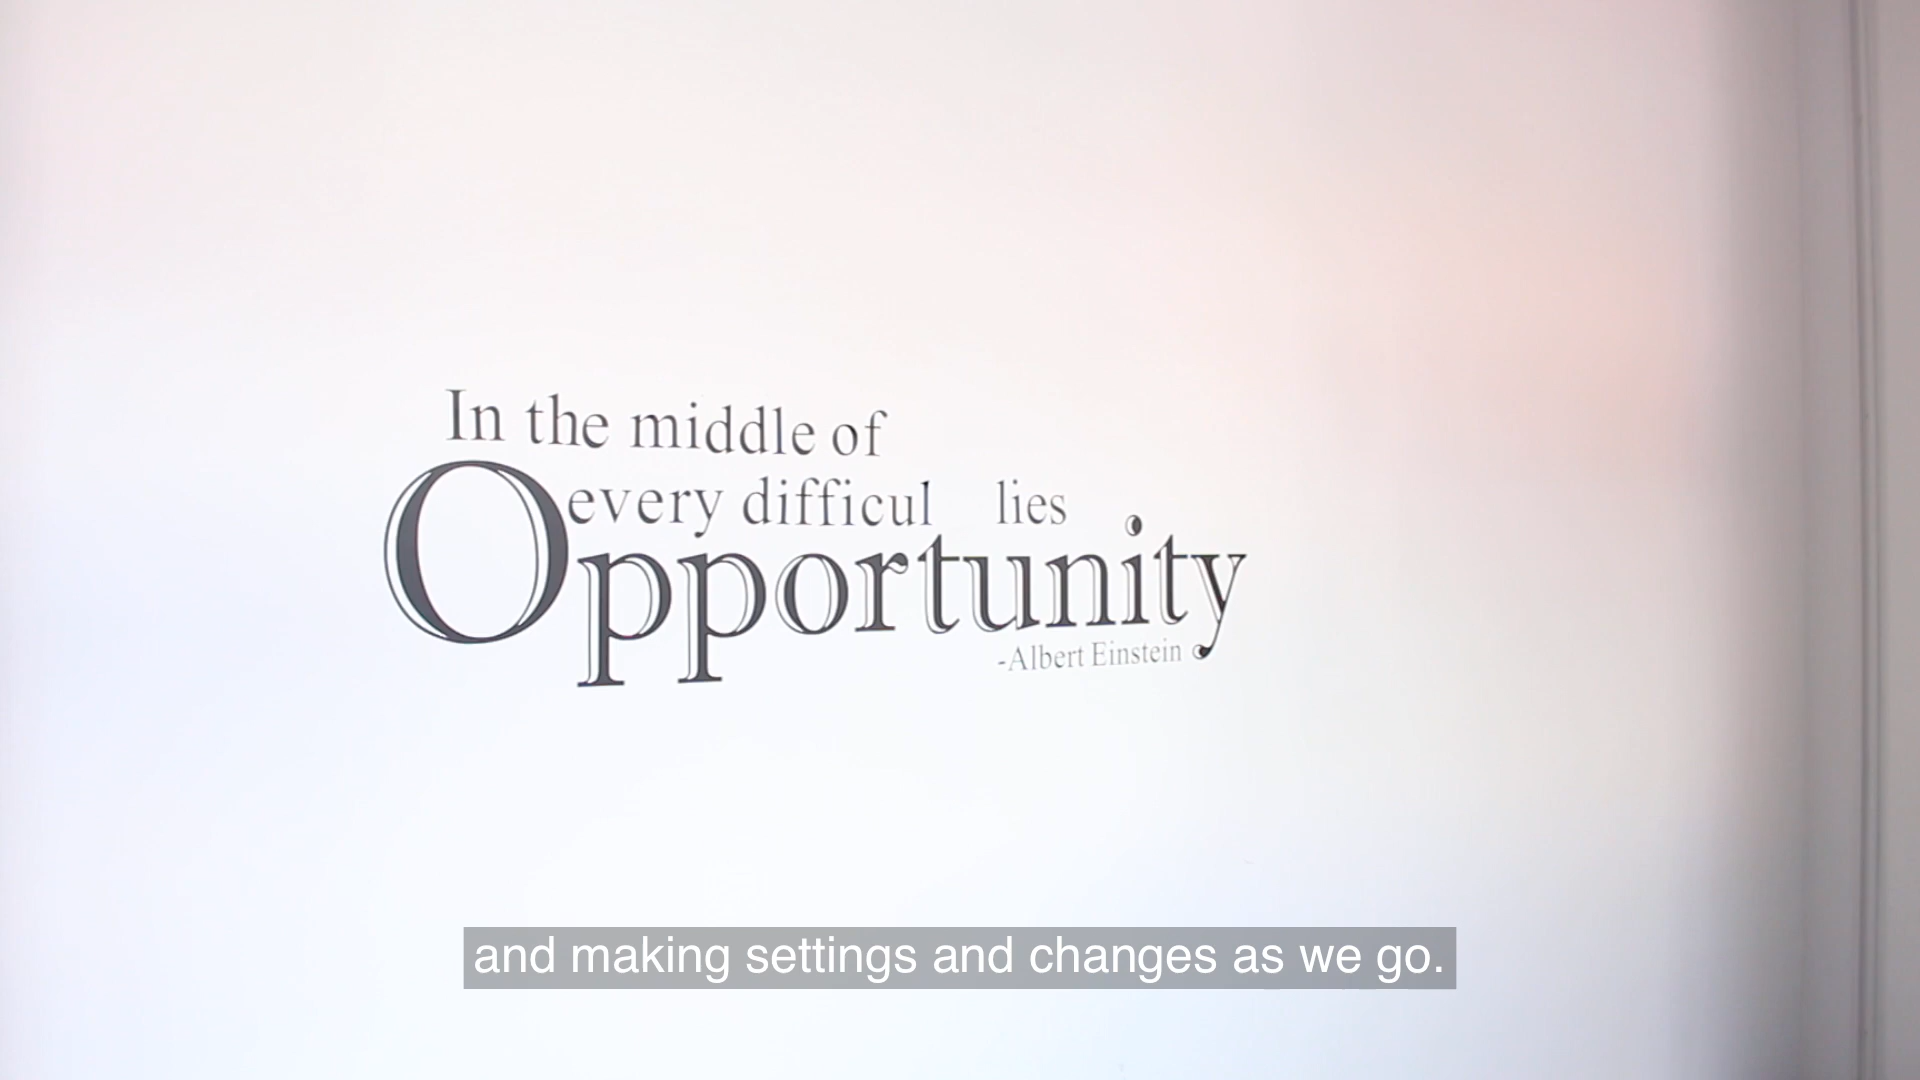 In the middle of
every difficul lies
Opportunity
-Albert Einstein
and making settings and changes as we go.